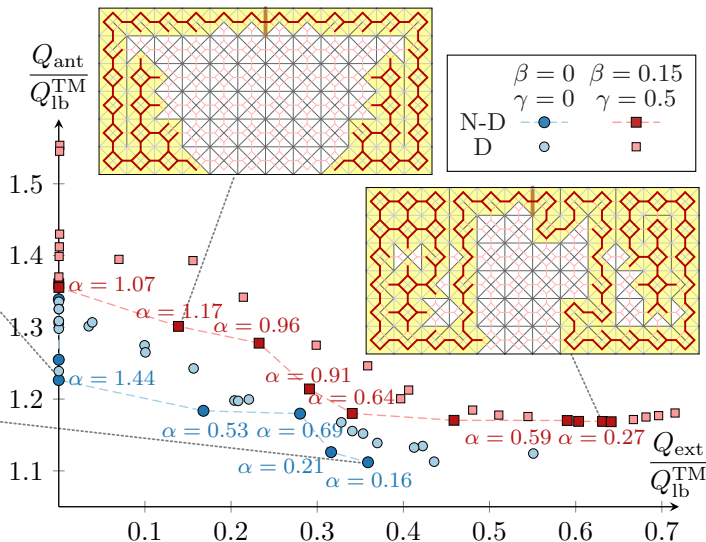 Q_ant
Q_lb^TM
β = 0 β = 0.15
γ = 0 γ = 0.5
N-D
D
1.5
1.4
α = 1.07
α = 1.17
1.3
α = 0.96
α = 0.91
α = 1.44
α = 0.64
1.2
α = 0.53 α = 0.69
α = 0.59 α = 0.27
α = 0.21
α = 0.16
1.1
Q_ext
Q_lb^TM
0.1 0.2 0.3 0.4 0.5 0.6 0.7